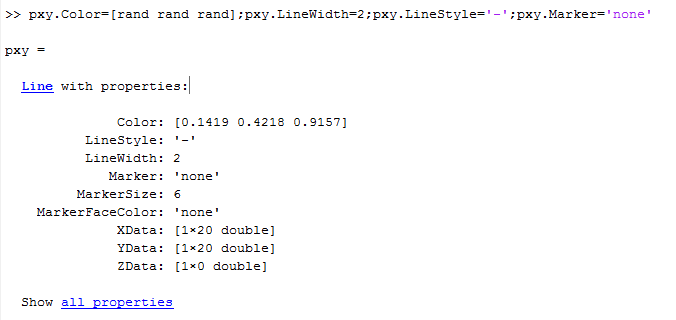 >> pxy.Color=[rand rand rand];pxy.LineWidth=2;pxy.LineStyle='-';pxy.Marker='none'
pxy =
Line with properties:
Color: [0.1419 0.4218 0.9157]
LineStyle: '-'
LineWidth: 2
Marker: 'none'
MarkerSize: 6
MarkerFaceColor: 'none'
XData: [1×20 double]
YData: [1×20 double]
ZData: [1×0 double]
Show all properties